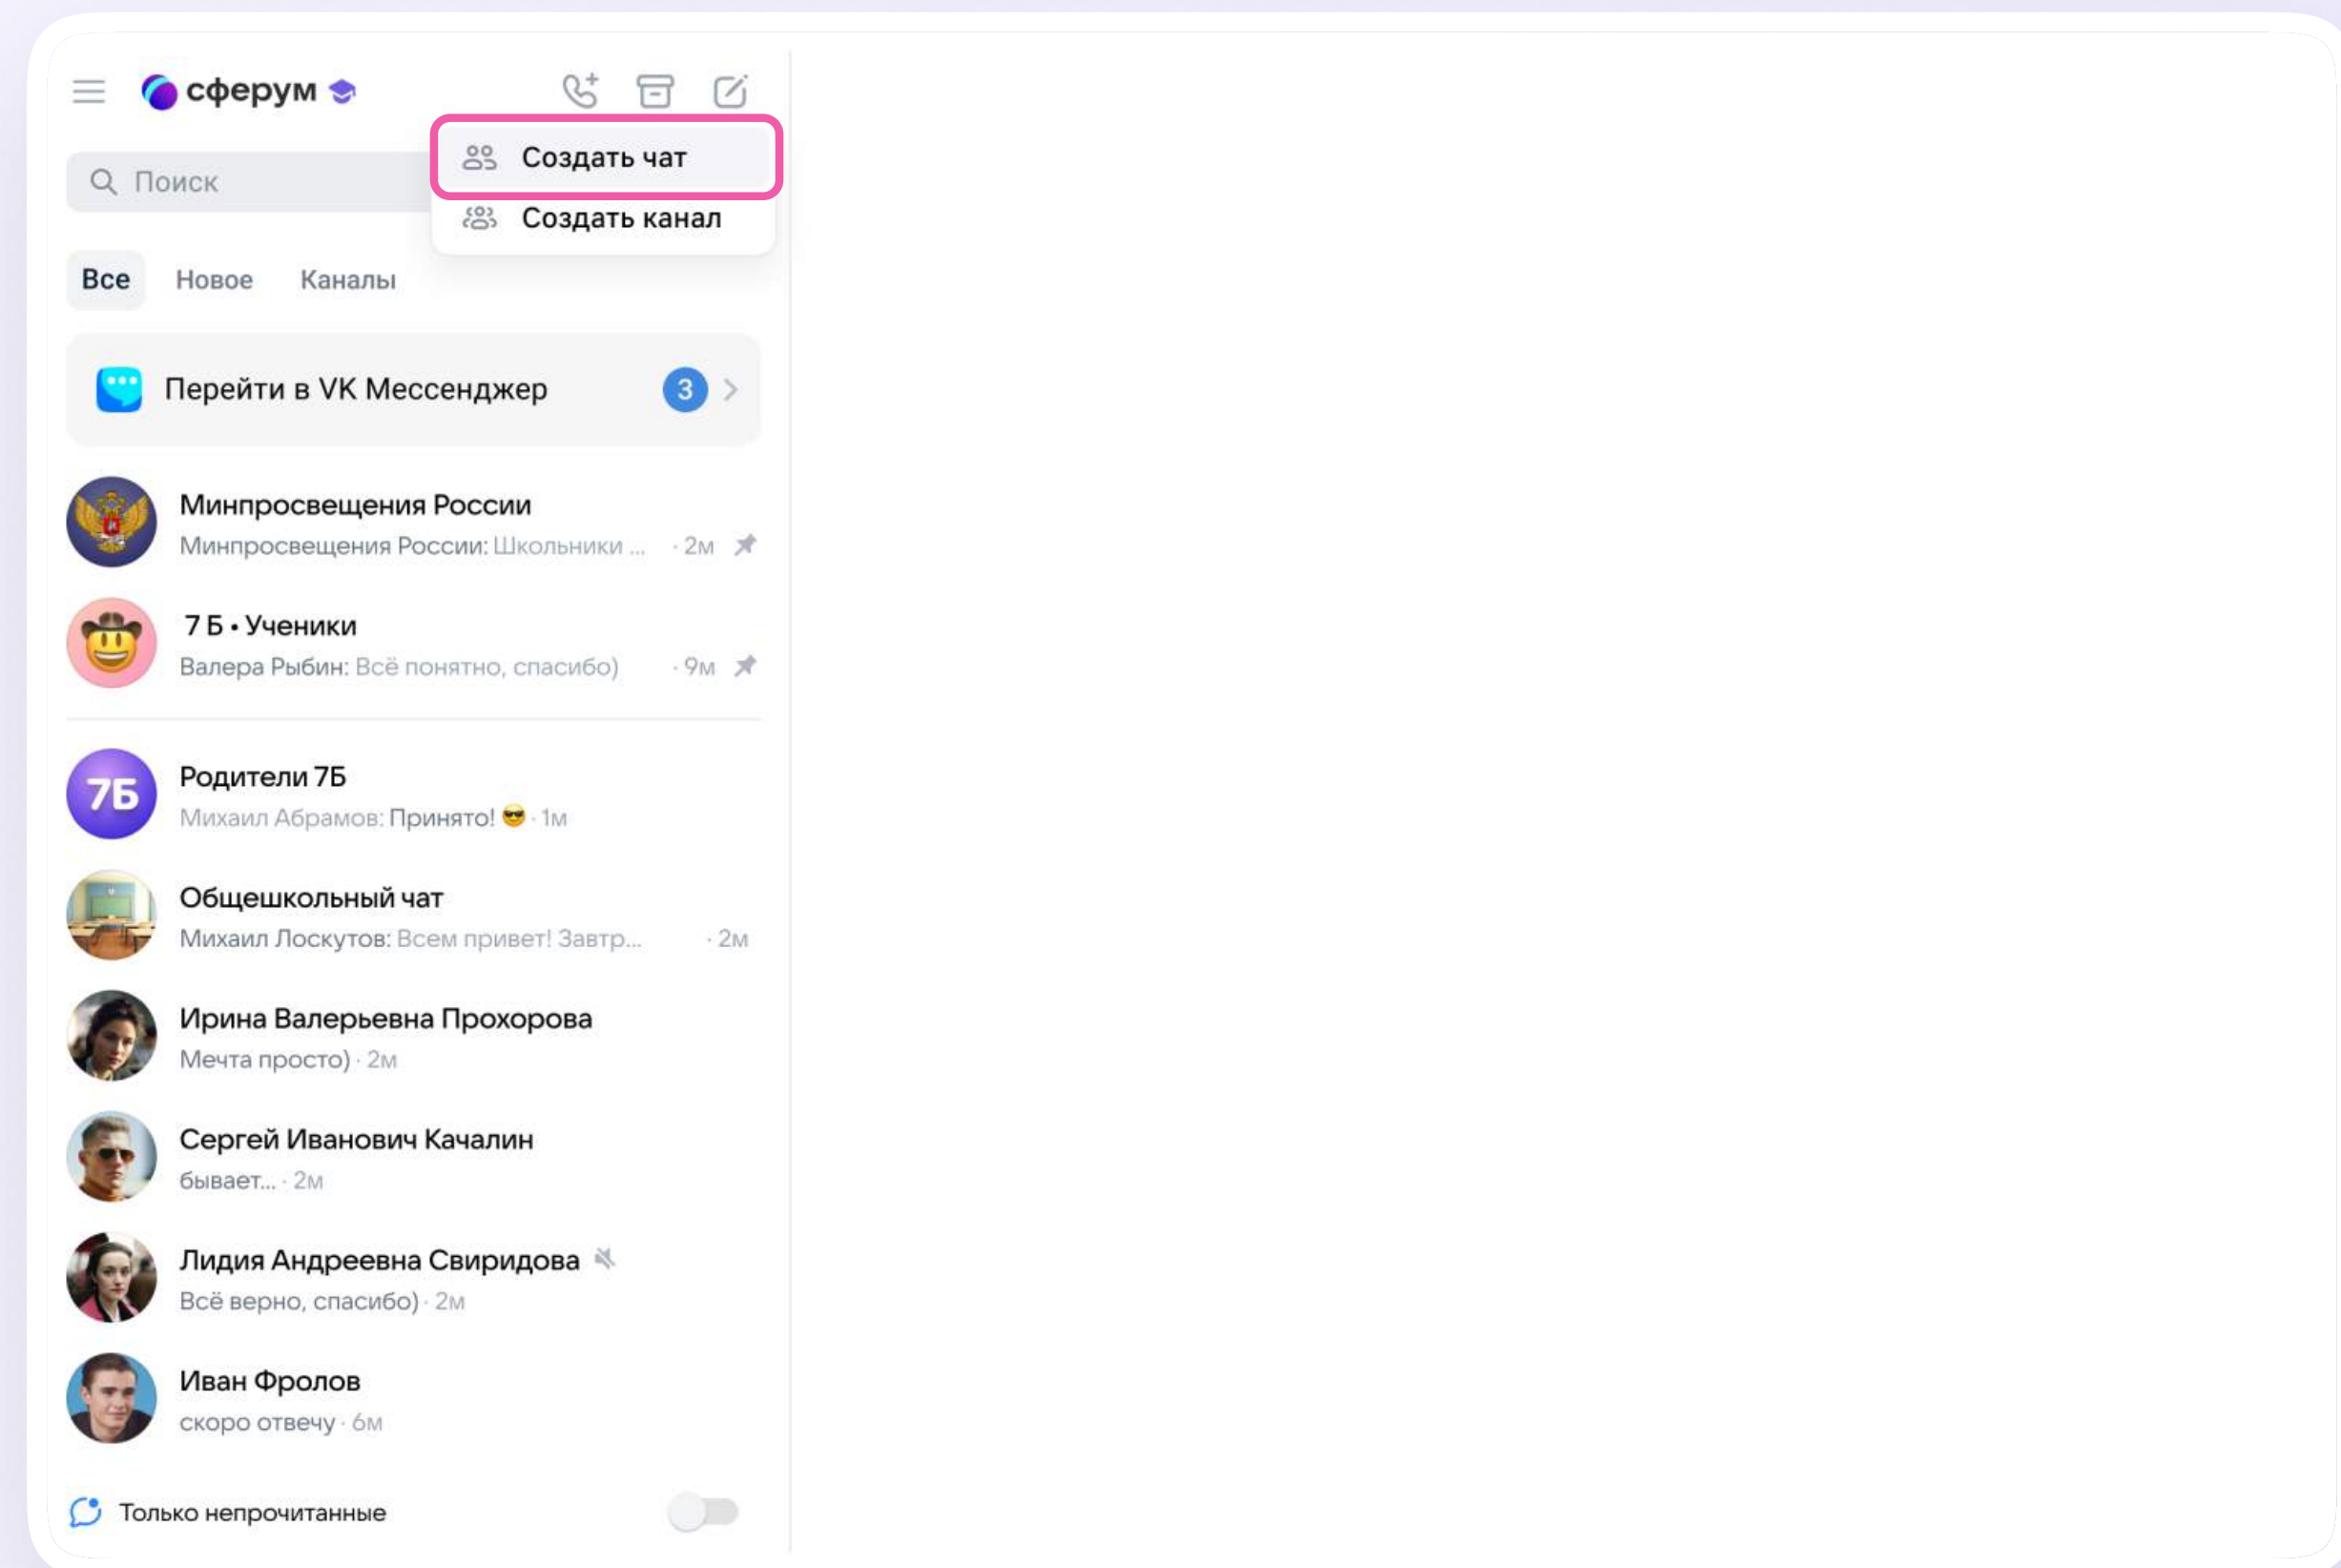 сферум
Создать чат
Поиск
Создать канал
Все Новое Каналы
Перейти в VK Мессенджер 3
Минпросвещения России
Минпросвещения России: Школьники ... · 2м
7 Б • Ученики
Валера Рыбин: Всё понятно, спасибо) · 9м
7Б
Родители 7Б
Михаил Абрамов: Принято! 😎 · 1м
Общешкольный чат
Михаил Лоскутов: Всем привет! Завтр... · 2м
Ирина Валерьевна Прохорова
Мечта просто) · 2м
Сергей Иванович Качалин
бывает... · 2м
Лидия Андреевна Свиридова
Всё верно, спасибо) · 2м
Иван Фролов
скоро отвечу · 6м
Только непрочитанные